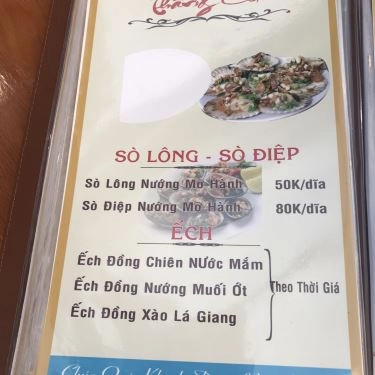 SÒ LÔNG - SÒ ĐIỆP
Sò Lông Nướng Mỡ Hành 50K/dĩa
Sò Điệp Nướng Mỡ Hành 80K/dĩa
ẾCH
Ếch Đồng Chiên Nước Mắm
Ếch Đồng Nướng Muối Ớt
Theo Thời Giá
Ếch Đồng Xào Lá Giang